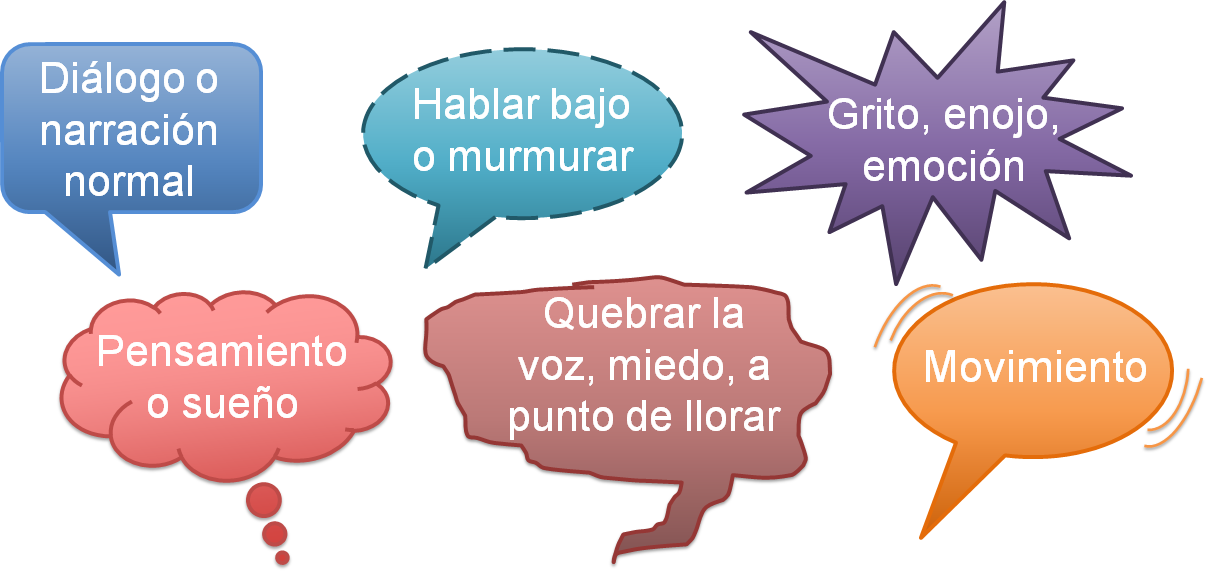 Diálogo o
narración
normal
Hablar bajo
o murmurar
Grito, enojo,
emoción
Pensamiento
o sueño
Quebrar la
voz, miedo, a
punto de llorar
Movimiento